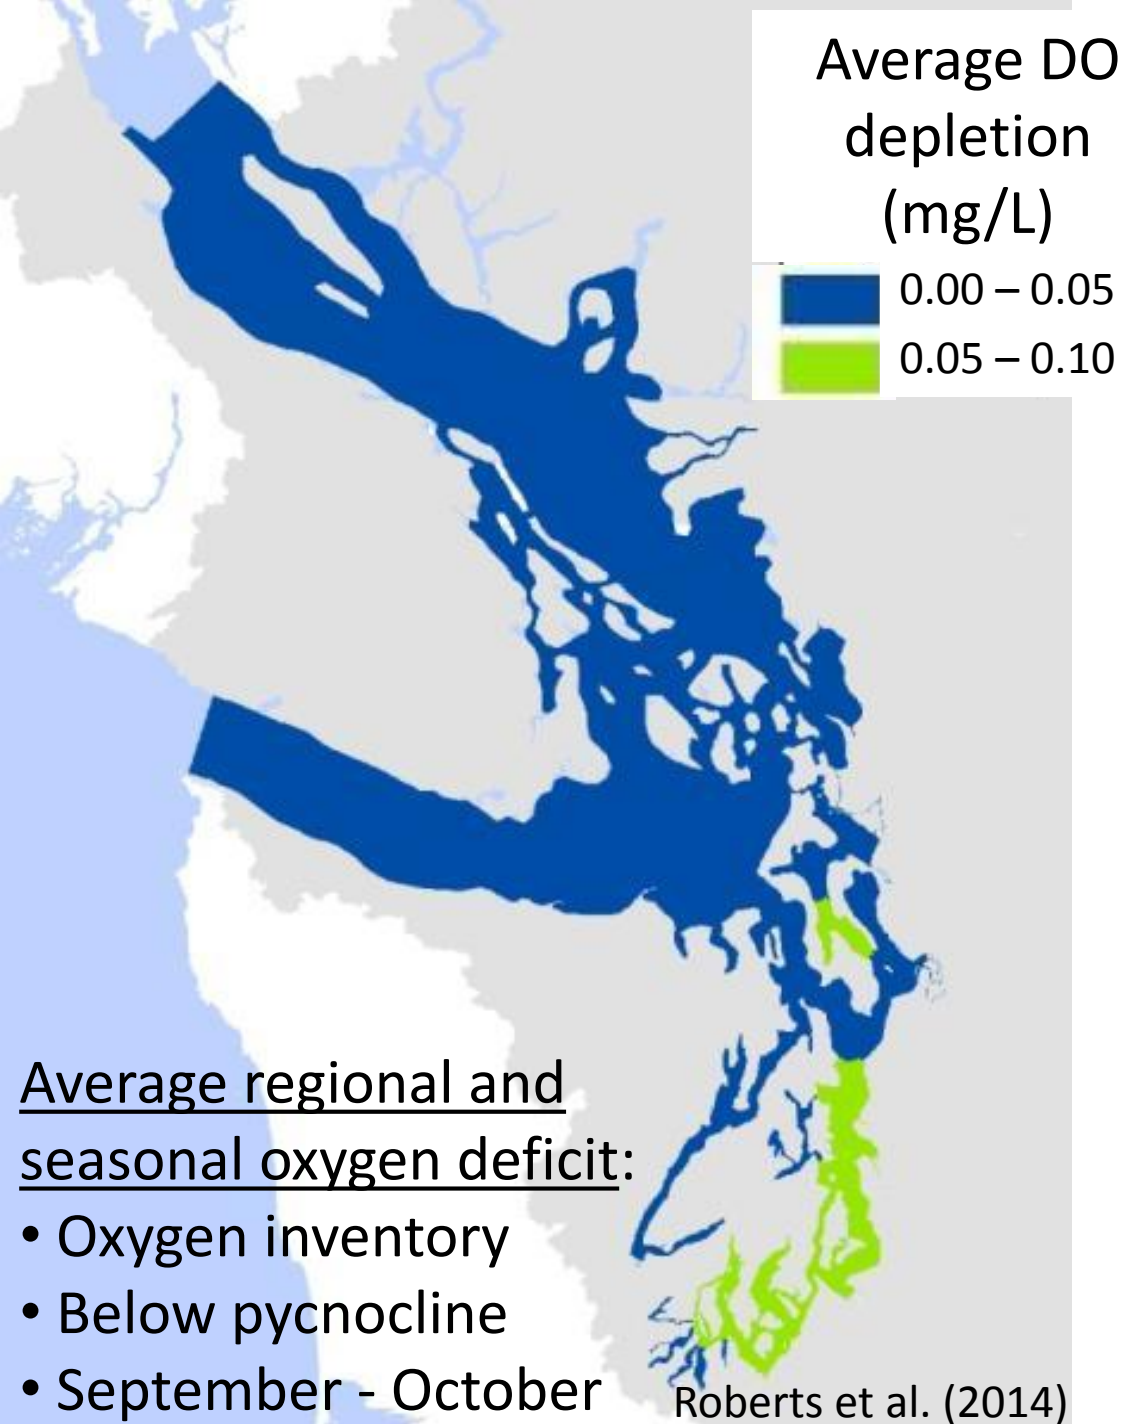 Average DO
depletion
(mg/L)
0.00 – 0.05
0.05 – 0.10
Average regional and
seasonal oxygen deficit:
• Oxygen inventory
• Below pycnocline
• September - October
Roberts et al. (2014)